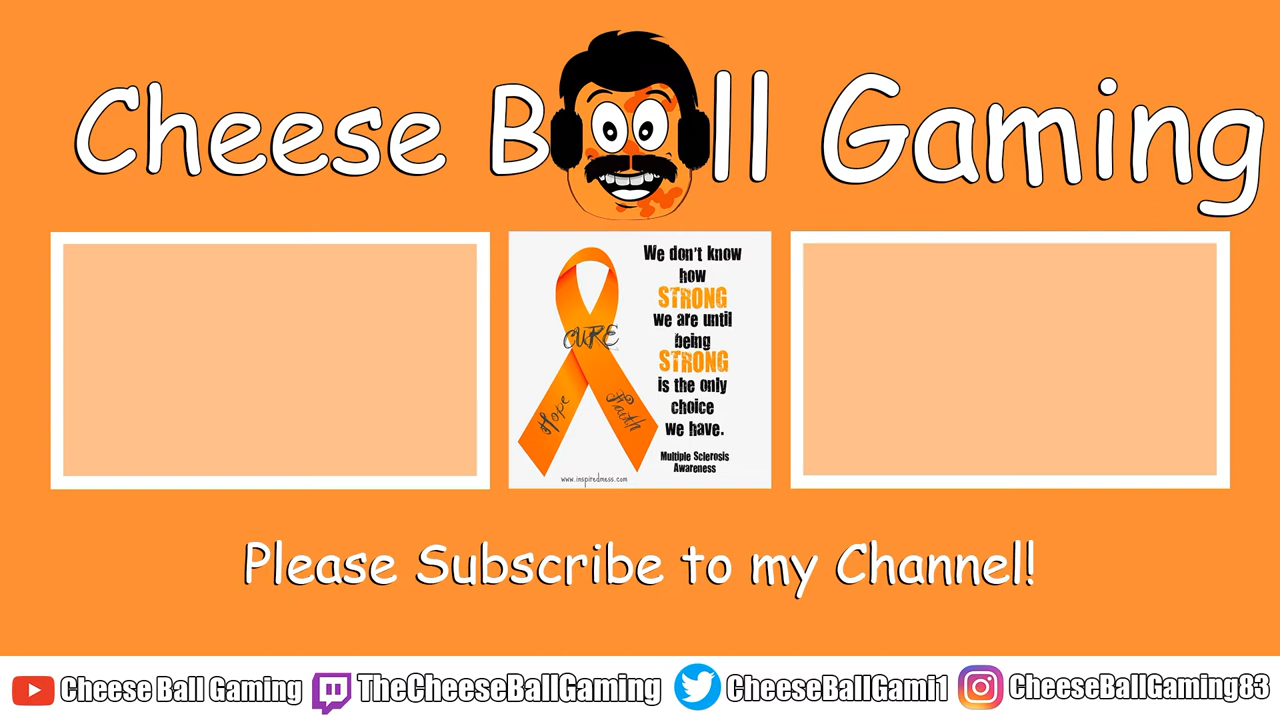 Cheese B ll Gaming
We don't know
how
STRONG
we are until
being
STRONG
is the only
choice
we have.
Multiple Sclerosis
Awareness
CURE
Hope
Faith
www.inspiredmess.com
Please Subscribe to my Channel!
Cheese Ball Gaming
TheCheeseBallGaming
CheeseBallGami1
CheeseBallGaming83